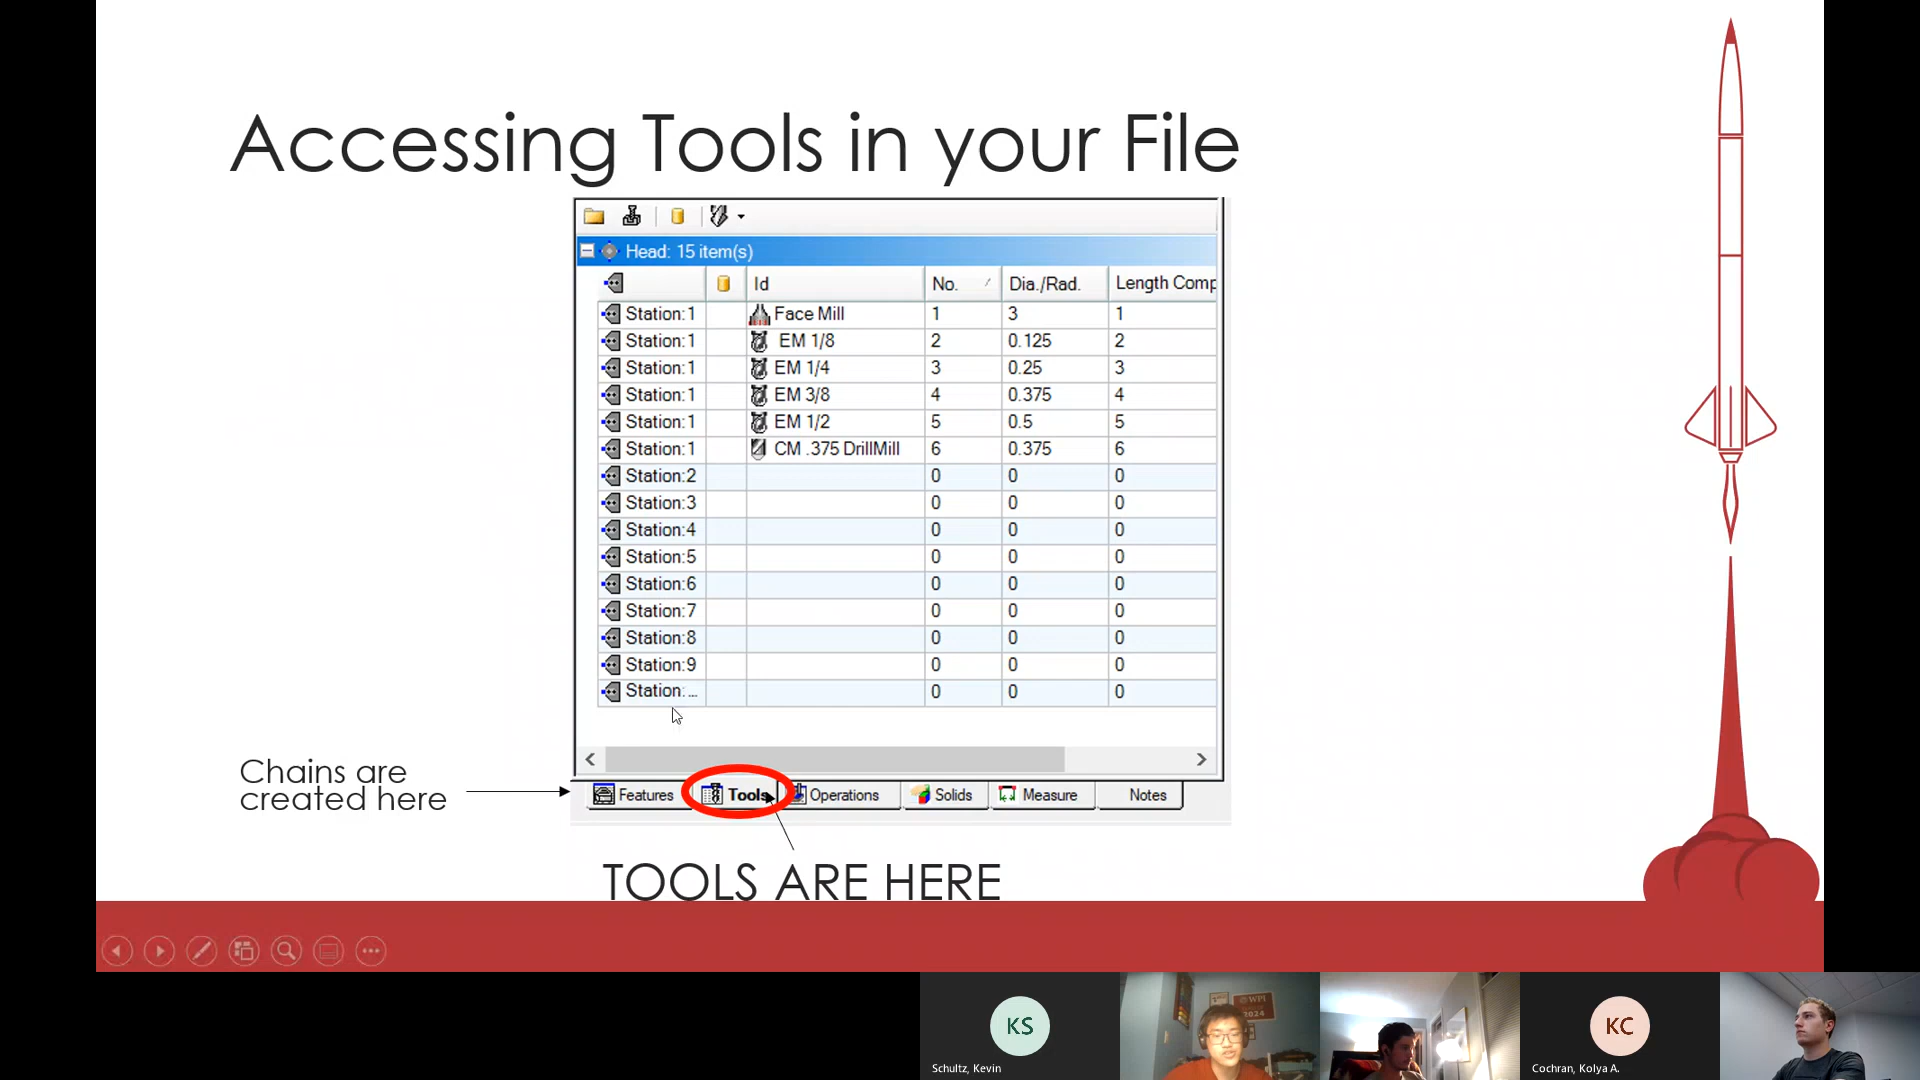 Accessing Tools in your File
Head: 15 item(s)
Id No. Dia./Rad. Length Comp
Station:1 Face Mill 1 3 1
Station:1 EM 1/8 2 0.125 2
Station:1 EM 1/4 3 0.25 3
Station:1 EM 3/8 4 0.375 4
Station:1 EM 1/2 5 0.5 5
Station:1 CM .375 DrillMill 6 0.375 6
Station:2 0 0 0
Station:3 0 0 0
Station:4 0 0 0
Station:5 0 0 0
Station:6 0 0 0
Station:7 0 0 0
Station:8 0 0 0
Station:9 0 0 0
Station:... 0 0 0
Chains are
created here
Features Tools Operations Solids Measure Notes
TOOLS ARE HERE
KS
Schultz, Kevin
WPI
2024
KC
Cochran, Kolya A.